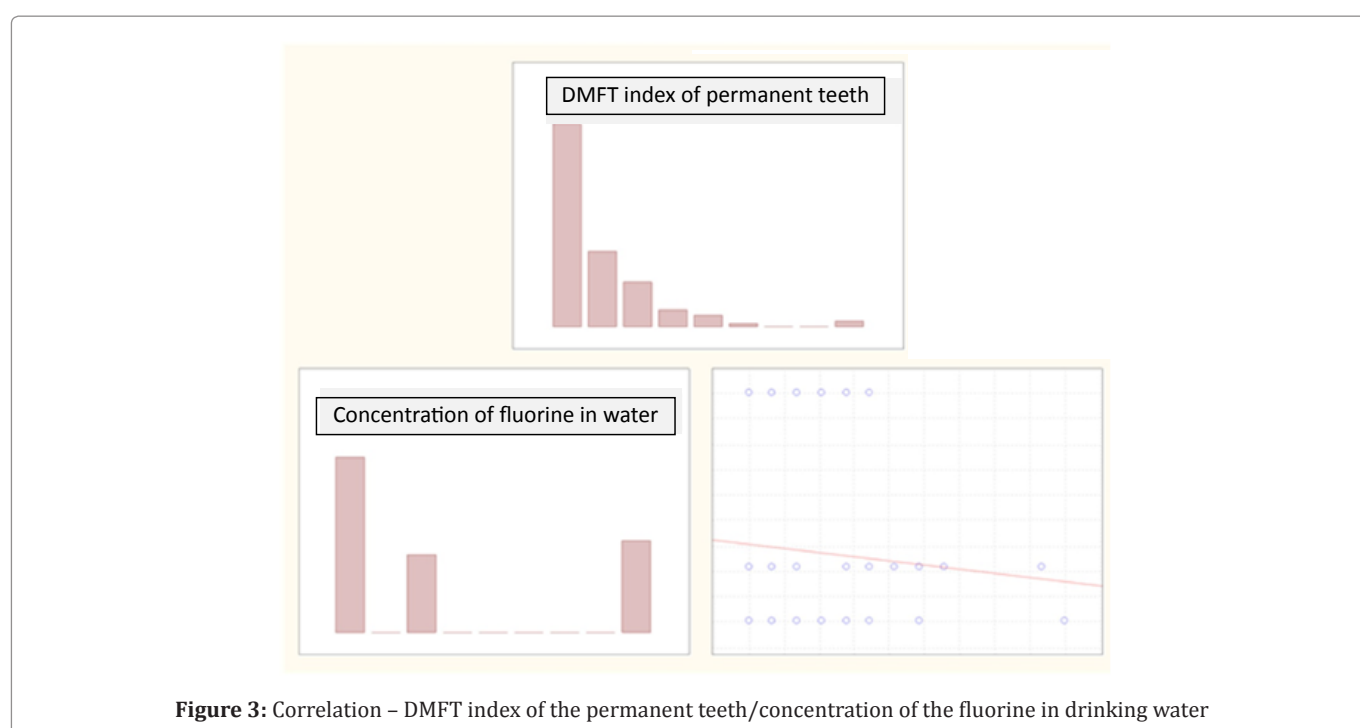 DMFT index of permanent teeth
Concentration of fluorine in water
Figure 3: Correlation – DMFT index of the permanent teeth/concentration of the fluorine in drinking water